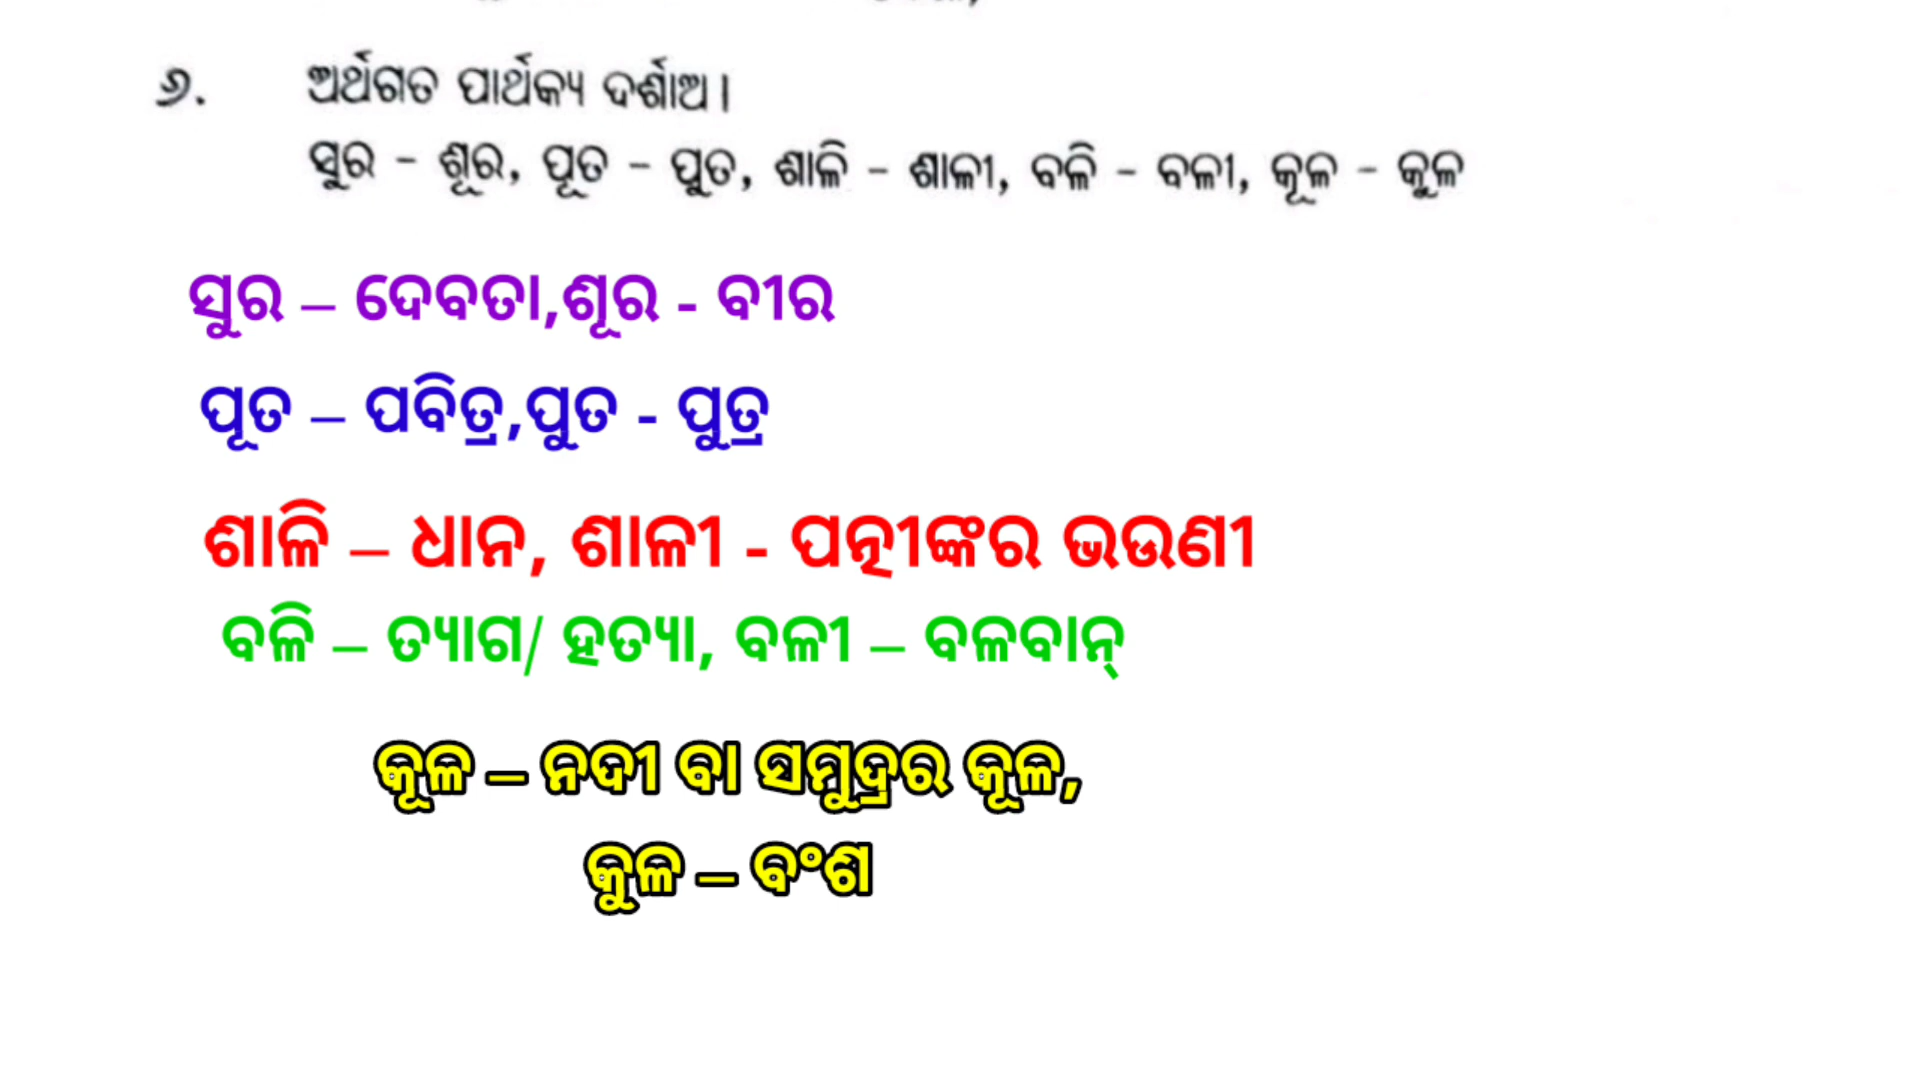 ୬. ଅର୍ଥଗତ ପାର୍ଥକ୍ୟ ଦର୍ଶାଅ।
ସୁର - ଶୂର, ପୂତ - ପୁତ, ଶାଳି - ଶାଳୀ, ବଳି - ବଳୀ, କୂଳ - କୁଳ
ସୁର – ଦେବତା,ଶୂର - ବୀର
ପୂତ – ପବିତ୍ର,ପୁତ - ପୁତ୍ର
ଶାଳି – ଧାନ, ଶାଳୀ - ପତ୍ନୀଙ୍କର ଭଉଣୀ
ବଳି – ତ୍ୟାଗ/ ହତ୍ୟା, ବଳୀ – ବଳବାନ୍
କୂଳ – ନଦୀ ବା ସମୁଦ୍ରର କୂଳ,
କୁଳ – ବଂଶ